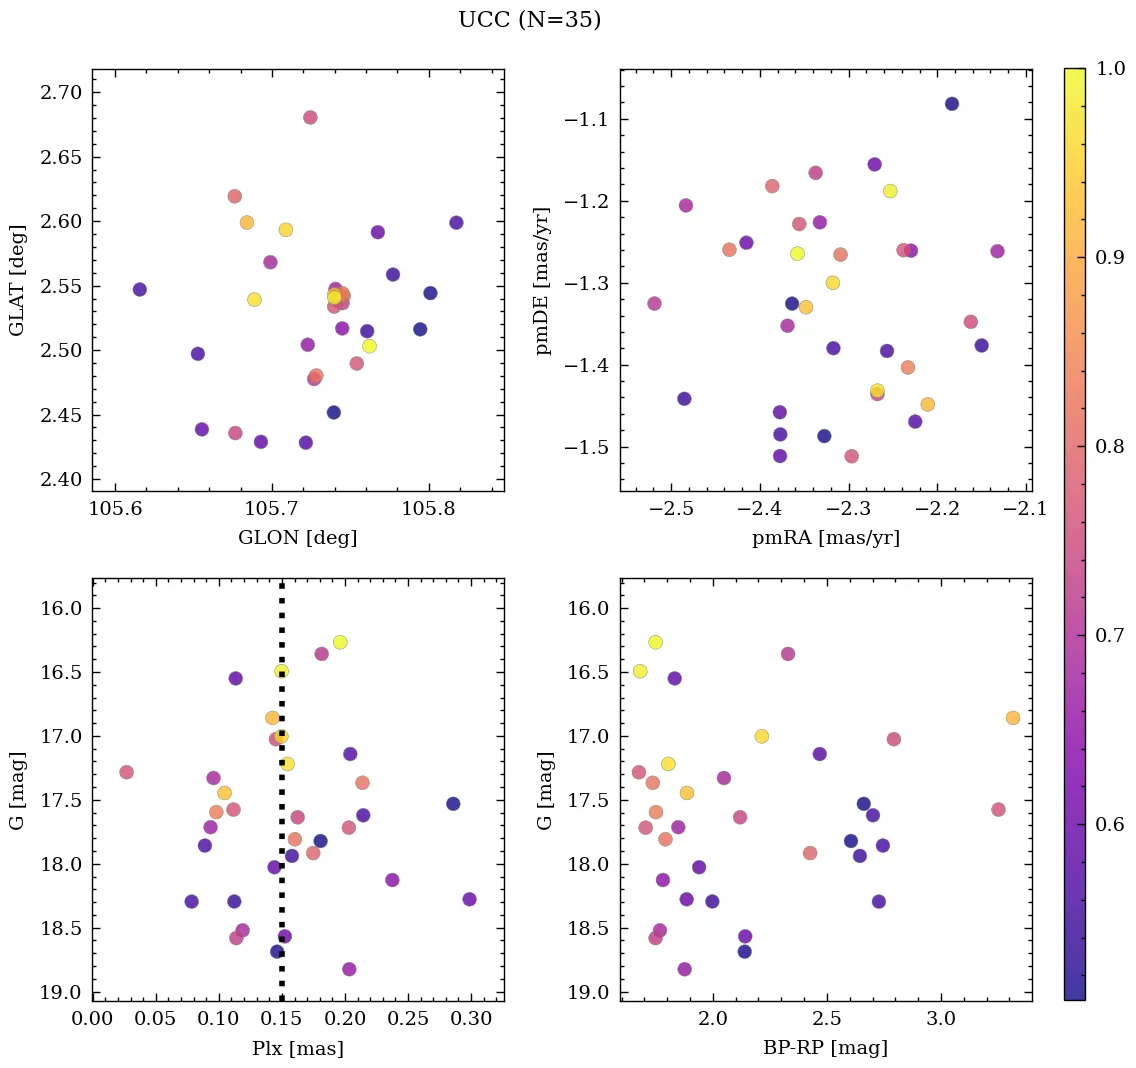 UCC (N=35)
2.70
2.65
2.60
2.55
2.50
2.45
2.40
GLAT [deg]
105.6 105.7 105.8
GLON [deg]
−1.1
−1.2
−1.3
−1.4
−1.5
pmDE [mas/yr]
−2.5 −2.4 −2.3 −2.2 −2.1
pmRA [mas/yr]
16.0
16.5
17.0
17.5
18.0
18.5
19.0
G [mag]
0.00 0.05 0.10 0.15 0.20 0.25 0.30
Plx [mas]
16.0
16.5
17.0
17.5
18.0
18.5
19.0
G [mag]
2.0 2.5 3.0
BP-RP [mag]
1.0
0.9
0.8
0.7
0.6